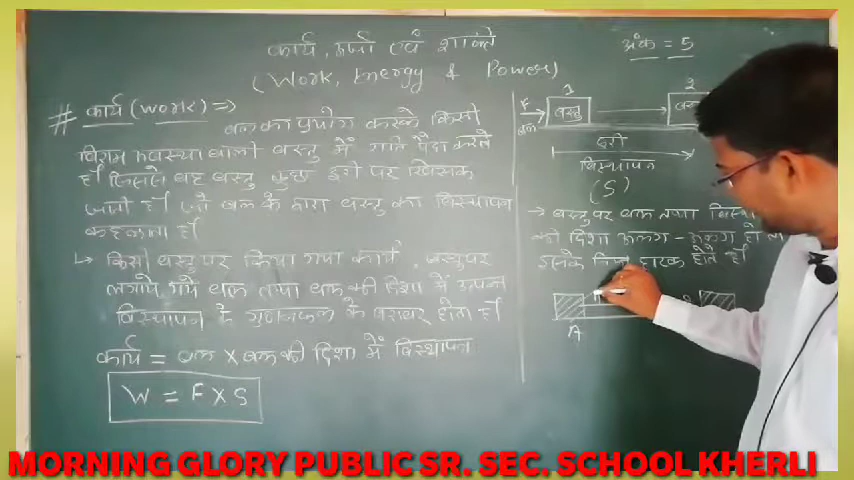 कार्य, ऊर्जा एवं शक्ति
(Work, Energy & Power)
अंक = 5
# कार्य (work) =>
बल का प्रयोग करके किसी
विराम अवस्था वाली वस्तु में गति पैदा करते
हैं जिससे वह वस्तु कुछ दूरी पर खिसक
जाती हैं जो बल के द्वारा वस्तु का विस्थापन
कहलाता हैं
↳ किसी वस्तु पर किया गया कार्य, वस्तु पर
लगाये गये बल तथा बल की दिशा में उत्पन्न
विस्थापन के गुणनफल के बराबर होता हैं
कार्य = बल X बल की दिशा में विस्थापन
W = F X S
1
2
F
बल
वस्तु
दूरी
विस्थापन
(S)
→ वस्तु पर बल तथा
की दिशा अलग - अलग हो
इसके निम्न कारक होते हैं
A
MORNING GLORY PUBLIC SR. SEC. SCHOOL KHERLI